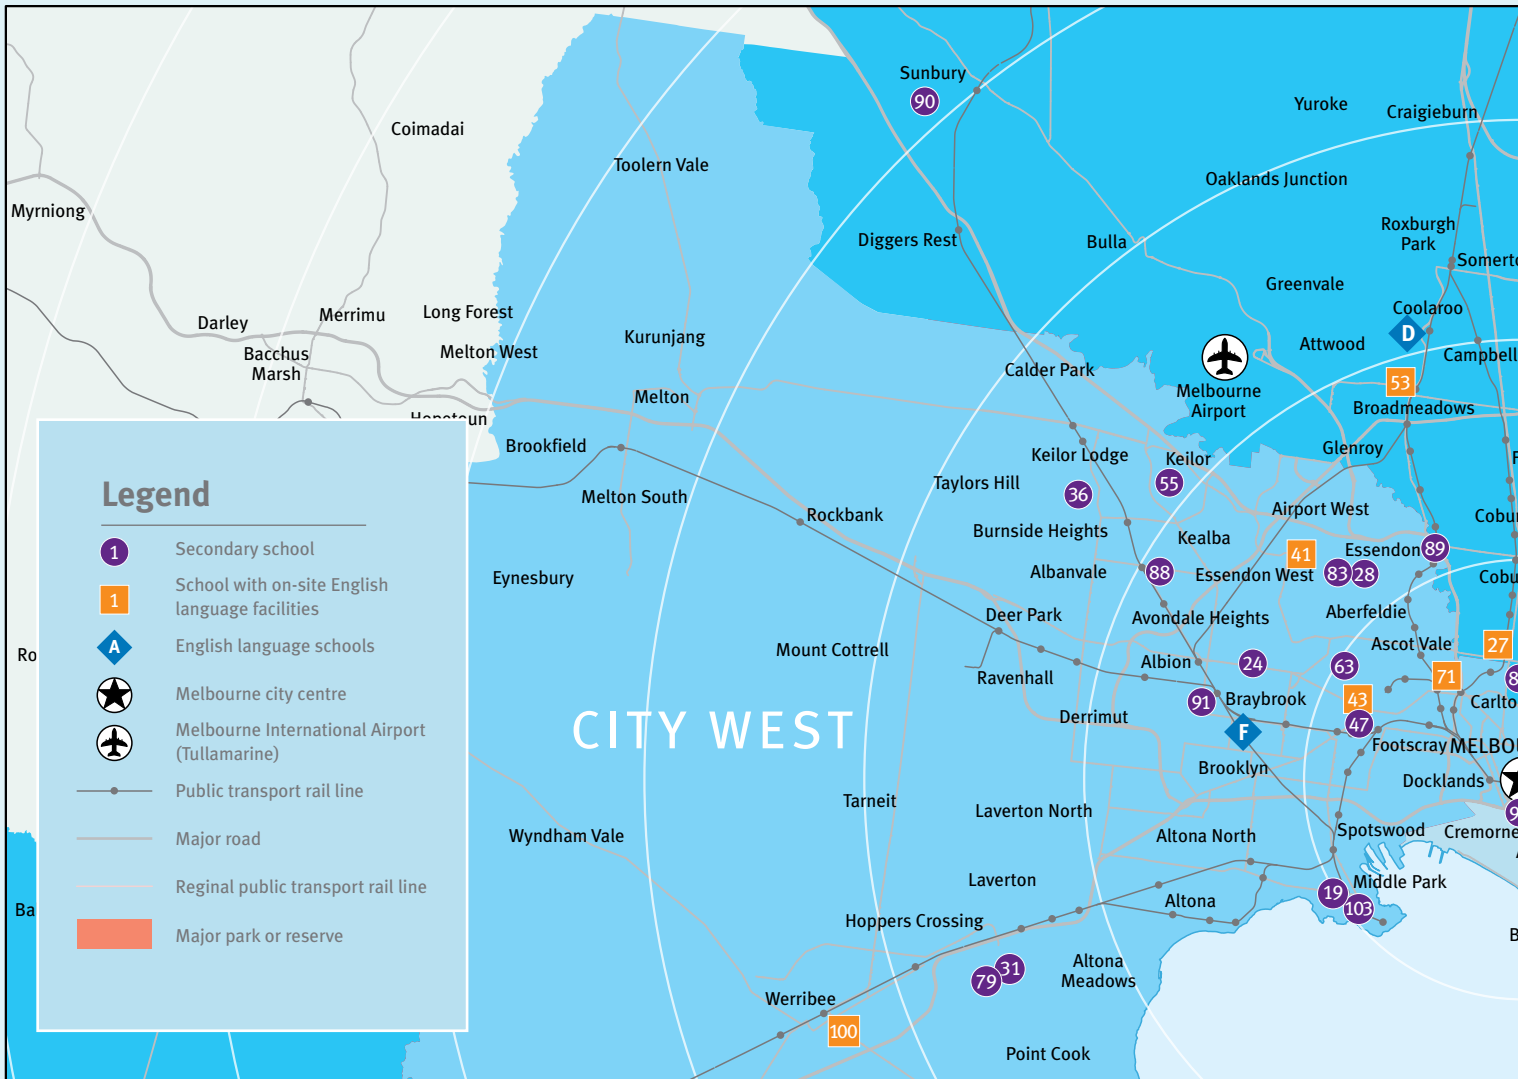 Sunbury
90
Yuroke
Craigieburn
Coimadai
Toolern Vale
Oaklands Junction
Myrniong
Roxburgh
Park
Diggers Rest
Bulla
Greenvale
Coolaroo
Darley
Merrimu
Long Forest
D
Kurunjang
Attwood
Bacchus
Marsh
Melton West
Calder Park
53
Melbourne
Airport
Melton
Broadmeadows
Hopetoun
Brookfield
Glenroy
Keilor Lodge
Keilor
Taylors Hill
36
55
Melton South
Rockbank
Airport West
Burnside Heights
Kealba
41
Essendon
89
Eynesbury
Albanvale
88
Essendon West
83
28
Deer Park
Avondale Heights
Aberfeldie
Mount Cottrell
Ascot Vale
27
Albion
24
63
Ravenhall
71
91
Braybrook
43
CITY WEST
Derrimut
47
F
Footscray
Brooklyn
Docklands
Tarneit
Laverton North
Wyndham Vale
Altona North
Spotswood
Cremorne
Laverton
Middle Park
19
103
Altona
Hoppers Crossing
31
79
Altona
Meadows
Werribee
100
Point Cook
Legend
1
Secondary school
1
School with on-site English
language facilities
A
English language schools
Melbourne city centre
Melbourne International Airport
(Tullamarine)
Public transport rail line
Major road
Reginal public transport rail line
Major park or reserve